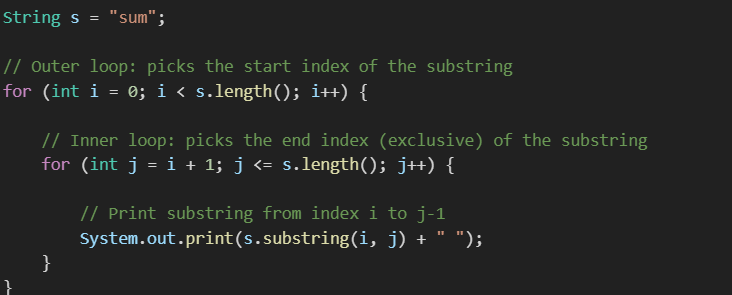 String s = "sum";
// Outer loop: picks the start index of the substring
for (int i = 0; i < s.length(); i++) {
// Inner loop: picks the end index (exclusive) of the substring
for (int j = i + 1; j <= s.length(); j++) {
// Print substring from index i to j-1
System.out.print(s.substring(i, j) + " ");
}
}